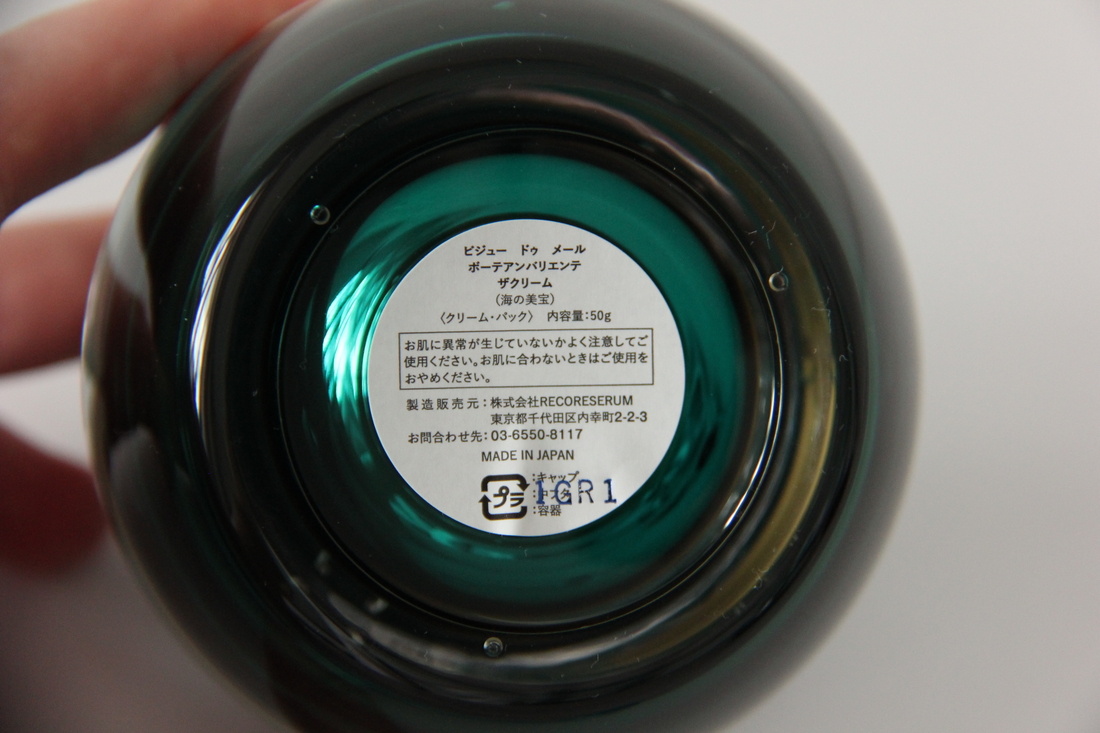 ビジュー ドゥ メール
ボーテアンバリエンテ
ザクリーム
(海の美宝)
〈クリーム・パック〉 内容量:50g
お肌に異常が生じていないかよく注意してご
使用ください。お肌に合わないときはご使用を
おやめください。
製造販売元:株式会社RECORESERUM
東京都千代田区内幸町2-2-3
お問合わせ先:03-6550-8117
MADE IN JAPAN
プラ
:キャップ
:中フタ
:容器
1GR1